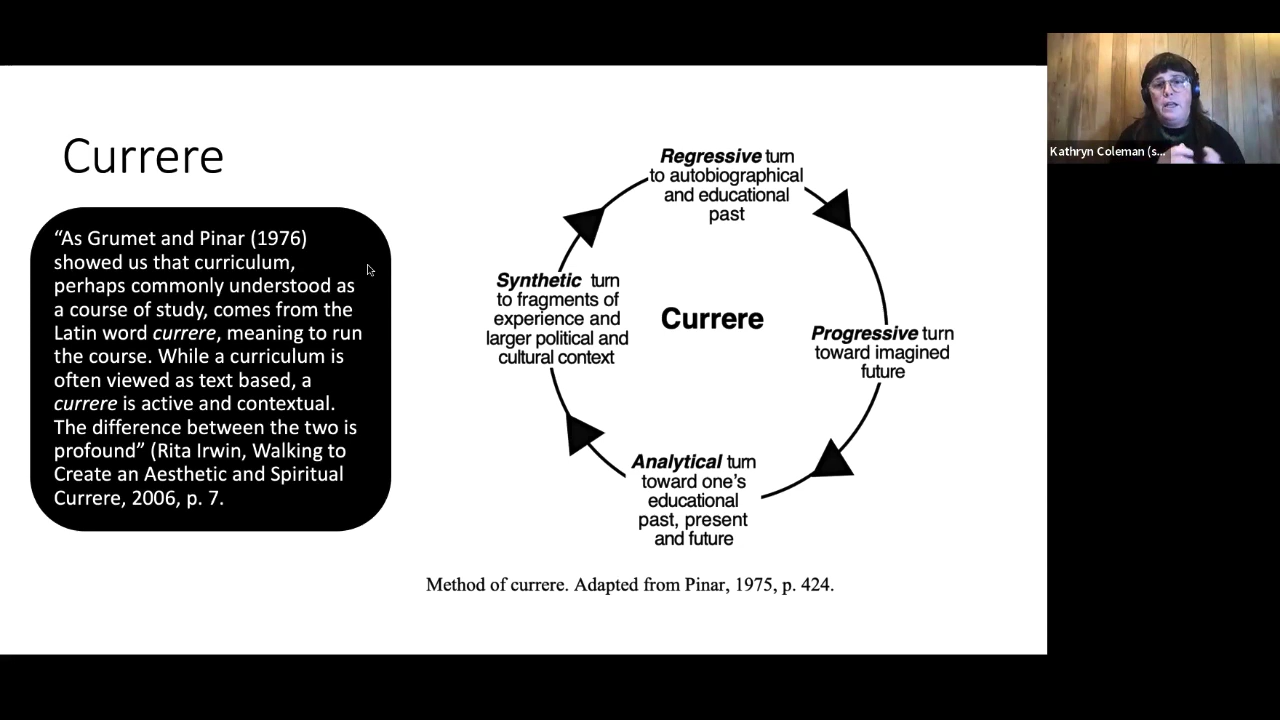 Currere
“As Grumet and Pinar (1976)
showed us that curriculum,
perhaps commonly understood as
a course of study, comes from the
Latin word currere, meaning to run
the course. While a curriculum is
often viewed as text based, a
currere is active and contextual.
The difference between the two is
profound” (Rita Irwin, Walking to
Create an Aesthetic and Spiritual
Currere, 2006, p. 7.
Regressive turn
to autobiographical
and educational
past
Progressive turn
toward imagined
future
Analytical turn
toward one’s
educational
past, present
and future
Synthetic turn
to fragments of
experience and
larger political and
cultural context
Currere
Method of currere. Adapted from Pinar, 1975, p. 424.
Kathryn Coleman (s...